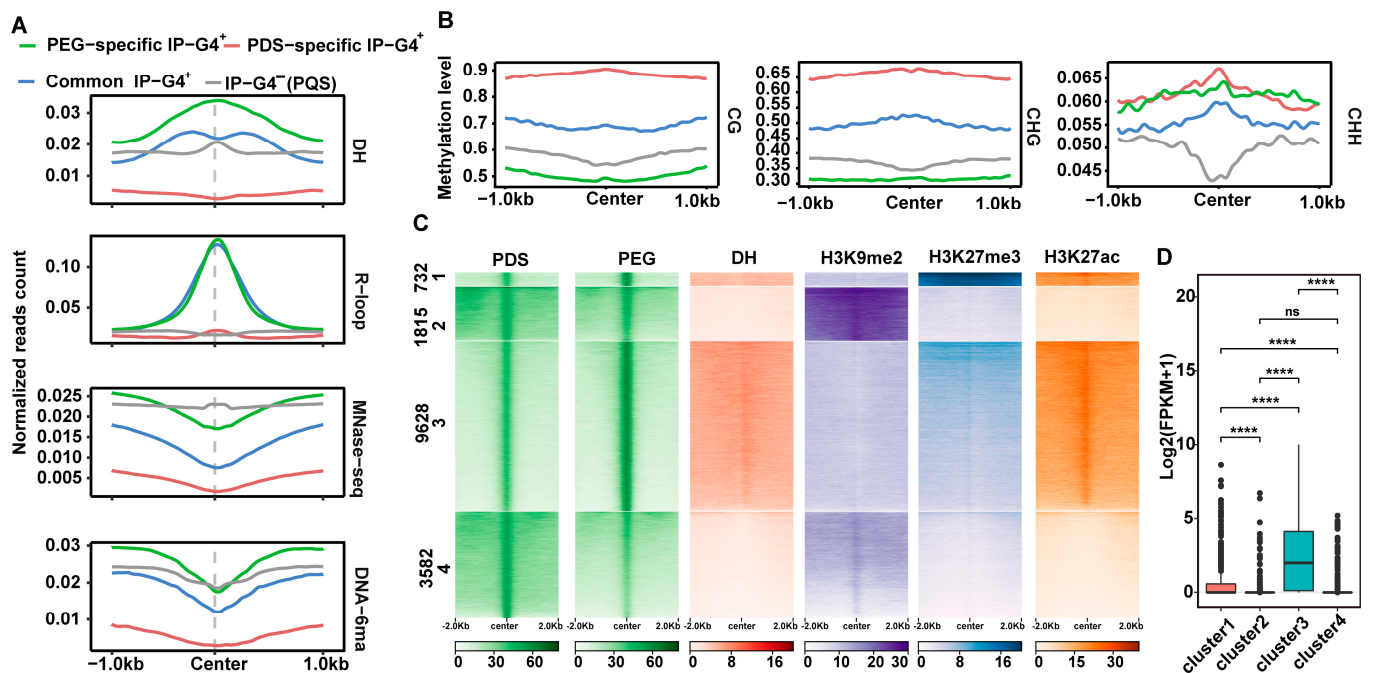 A
PEG−specific IP−G4+ PDS−specific IP−G4+
Common IP−G4+ IP−G4−(PQS)
Normalized reads count
0.03
0.02
0.01
DH
0.10
0.05
R−loop
0.025
0.020
0.015
0.010
0.005
MNase−seq
0.03
0.02
0.01
DNA−6ma
−1.0kb Center 1.0kb
B
Methylation level
0.9
0.8
0.7
0.6
0.5
CG
−1.0kb Center 1.0kb
0.65
0.60
0.55
0.50
0.45
0.40
0.35
0.30
CHG
−1.0kb Center 1.0kb
0.065
0.060
0.055
0.050
0.045
CHH
−1.0kb Center 1.0kb
C
PDS PEG DH H3K9me2 H3K27me3 H3K27ac
732
1
1815
2
9628
3
3582
4
-2.0Kb center 2.0Kb -2.0Kb center 2.0Kb -2.0Kb center 2.0Kb -2.0Kb center 2.0Kb -2.0Kb center 2.0Kb -2.0Kb center 2.0Kb
0 30 60 0 30 60 0 8 16 0 10 20 30 0 8 16 0 15 30
D
Log2(FPKM+1)
20
15
10
5
0
****
ns
****
****
****
****
cluster1 cluster2 cluster3 cluster4